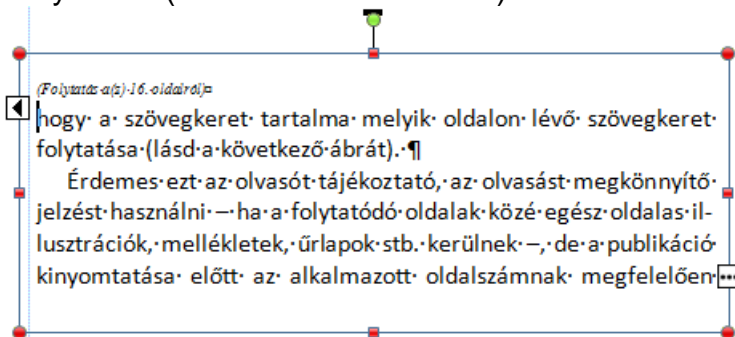 (Folytatás·a(z)·16.·oldalról)¤
hogy· a· szövegkeret· tartalma· melyik· oldalon· lévő· szövegkeret·
folytatása·(lásd·a·következő·ábrát).·¶
Érdemes·ezt·az·olvasót·tájékoztató,·az·olvasást·megkönnyítő·
jelzést·használni·–·ha·a·folytatódó·oldalak·közé·egész·oldalas·il-
lusztrációk,·mellékletek,·űrlapok·stb.·kerülnek·–,·de·a·publikáció·
kinyomtatása· előtt· az· alkalmazott· oldalszámnak· megfelelően·